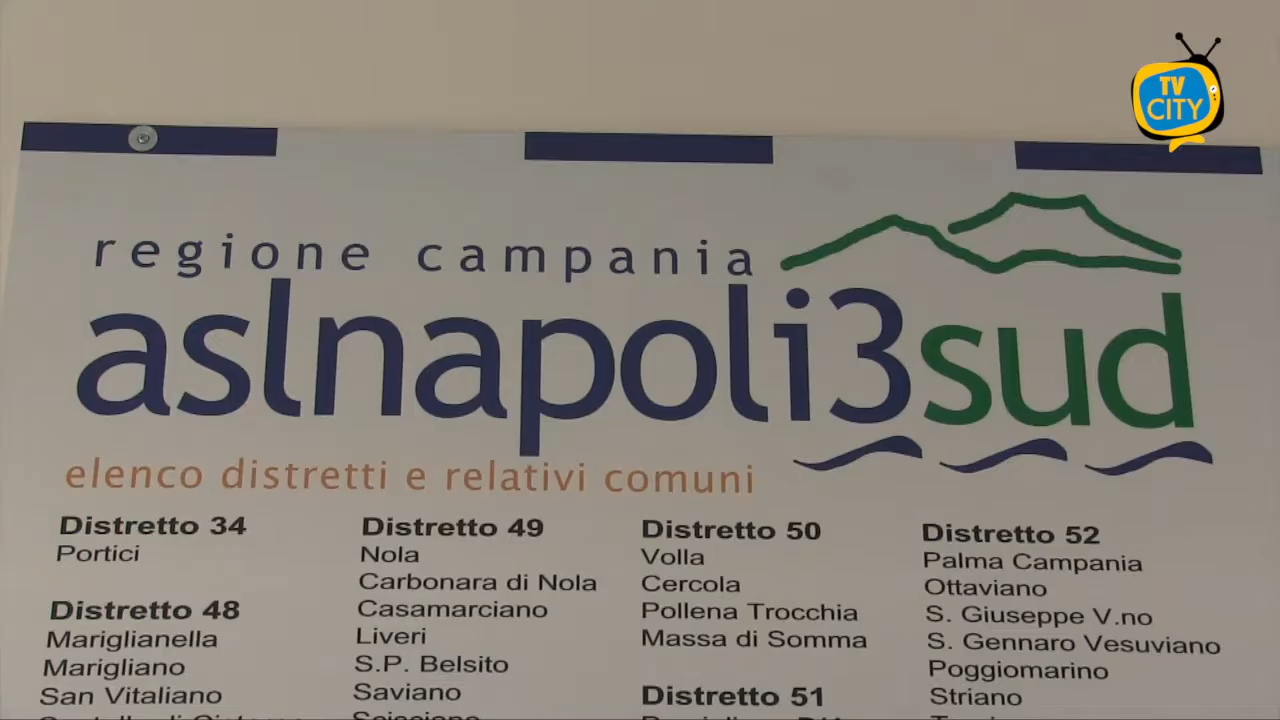 TV
CITY
regione campania
aslnapoli3sud
elenco distretti e relativi comuni
Distretto 34
Portici
Distretto 48
Mariglianella
Marigliano
San Vitaliano
Distretto 49
Nola
Carbonara di Nola
Casamarciano
Liveri
S.P. Belsito
Saviano
Distretto 50
Volla
Cercola
Pollena Trocchia
Massa di Somma
Distretto 51
Distretto 52
Palma Campania
Ottaviano
S. Giuseppe V.no
S. Gennaro Vesuviano
Poggiomarino
Striano